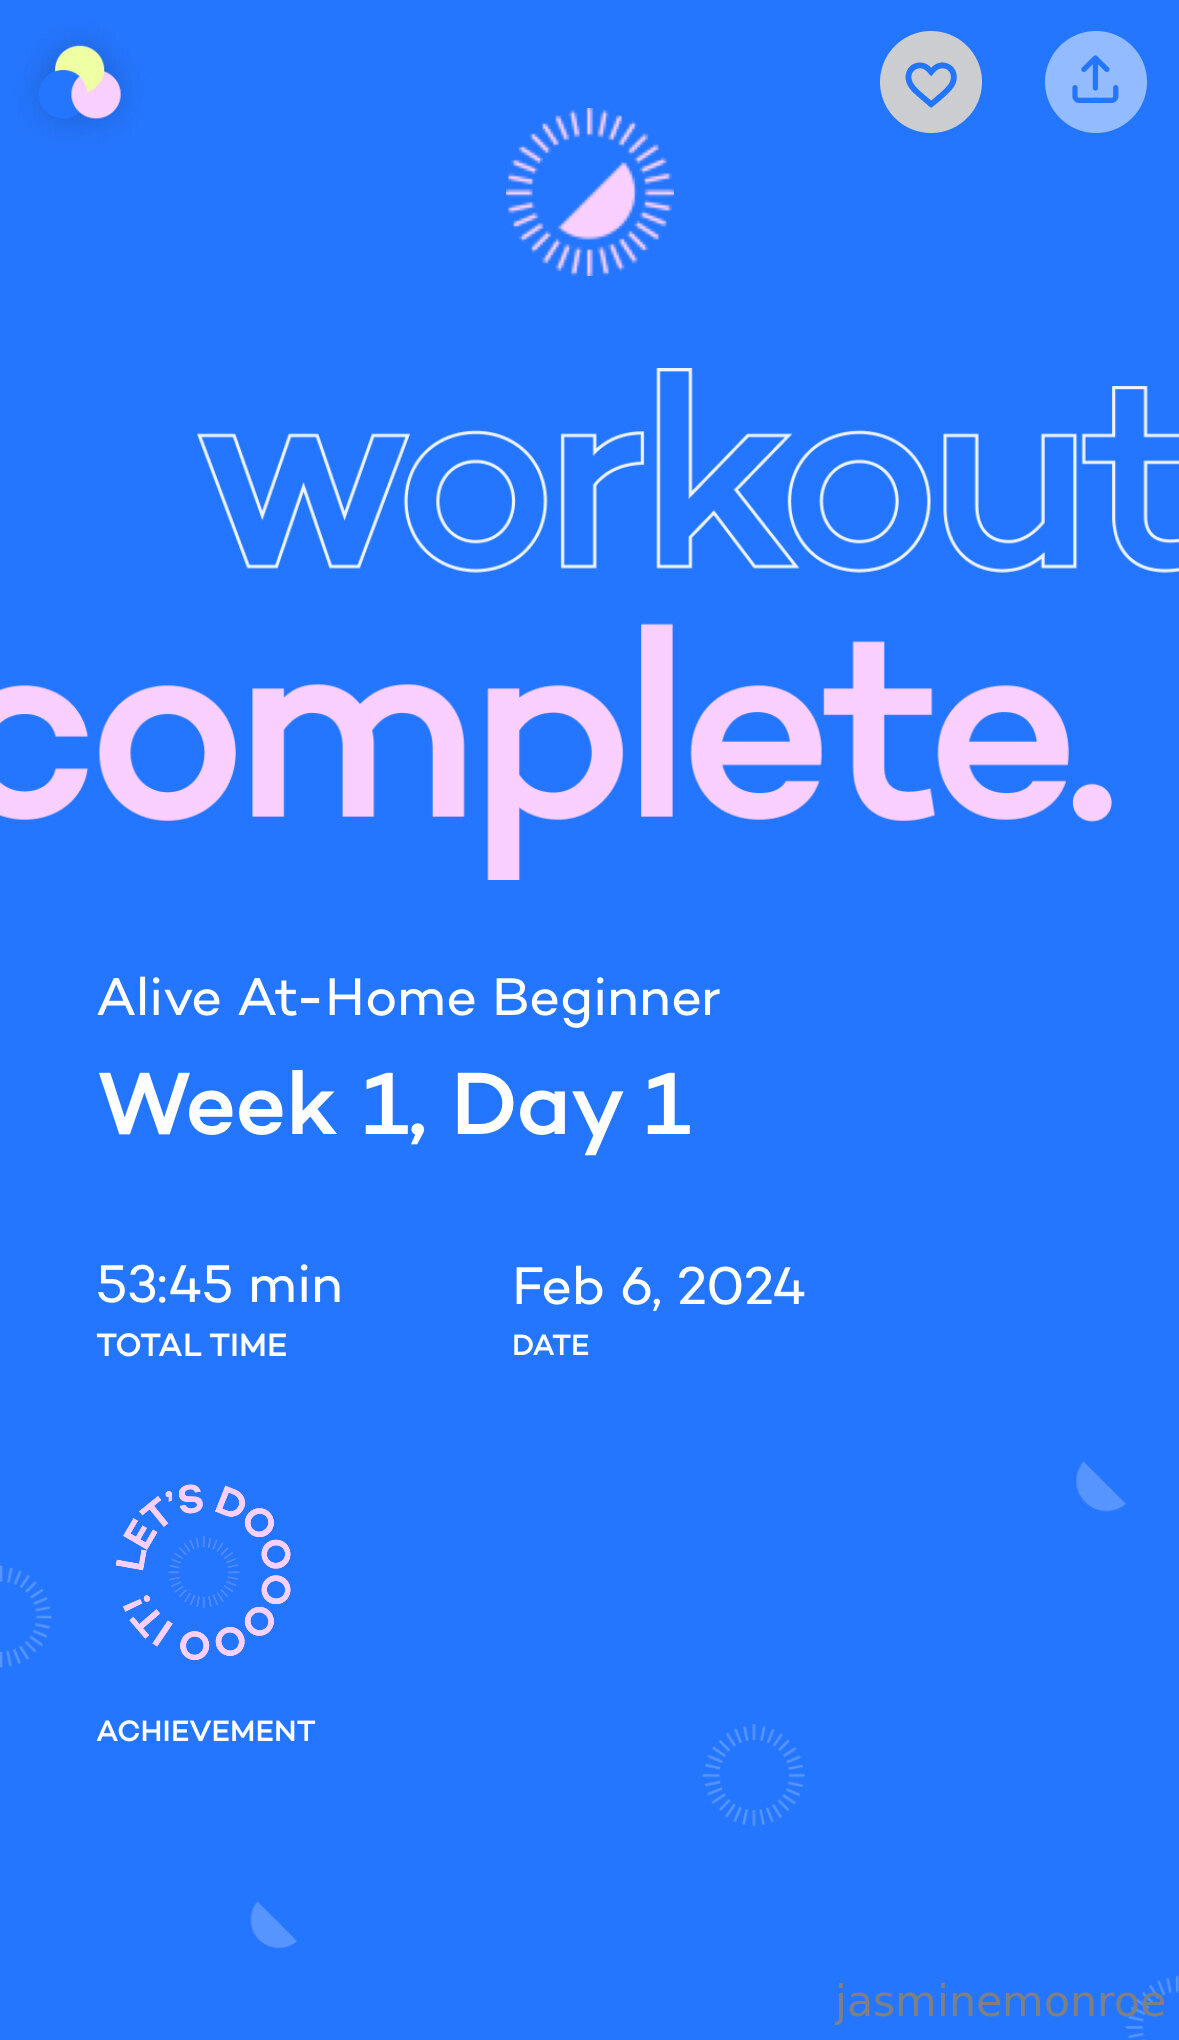 workout
complete.
Alive At-Home Beginner
Week 1, Day 1
53:45 min
TOTAL TIME
Feb 6, 2024
DATE
LET'S DOOOOOOO IT!
ACHIEVEMENT
jasminemonroe